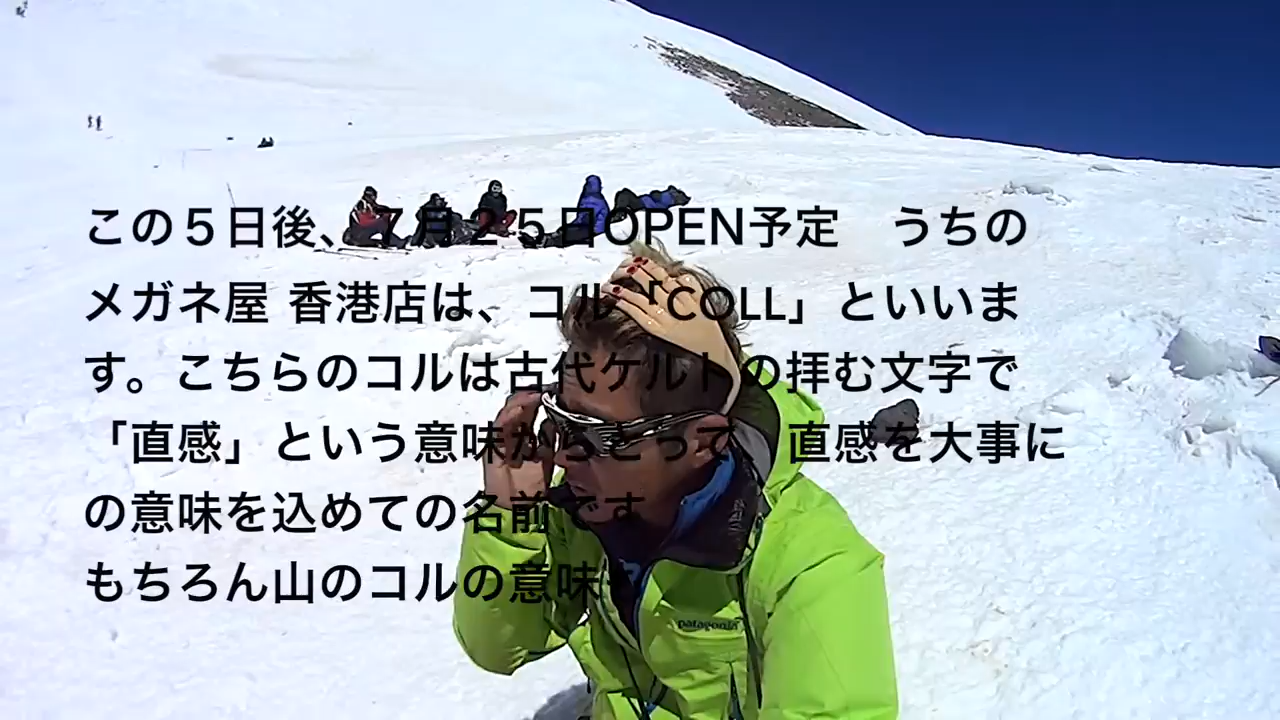 この５日後、７月２５日OPEN予定　うちの
メガネ屋 香港店は、コル「COLL」といいま
す。こちらのコルは古代ケルトの拝む文字で
「直感」という意味からとって、直感を大事に
の意味を込めての名前です
もちろん山のコルの意味も
patagonia